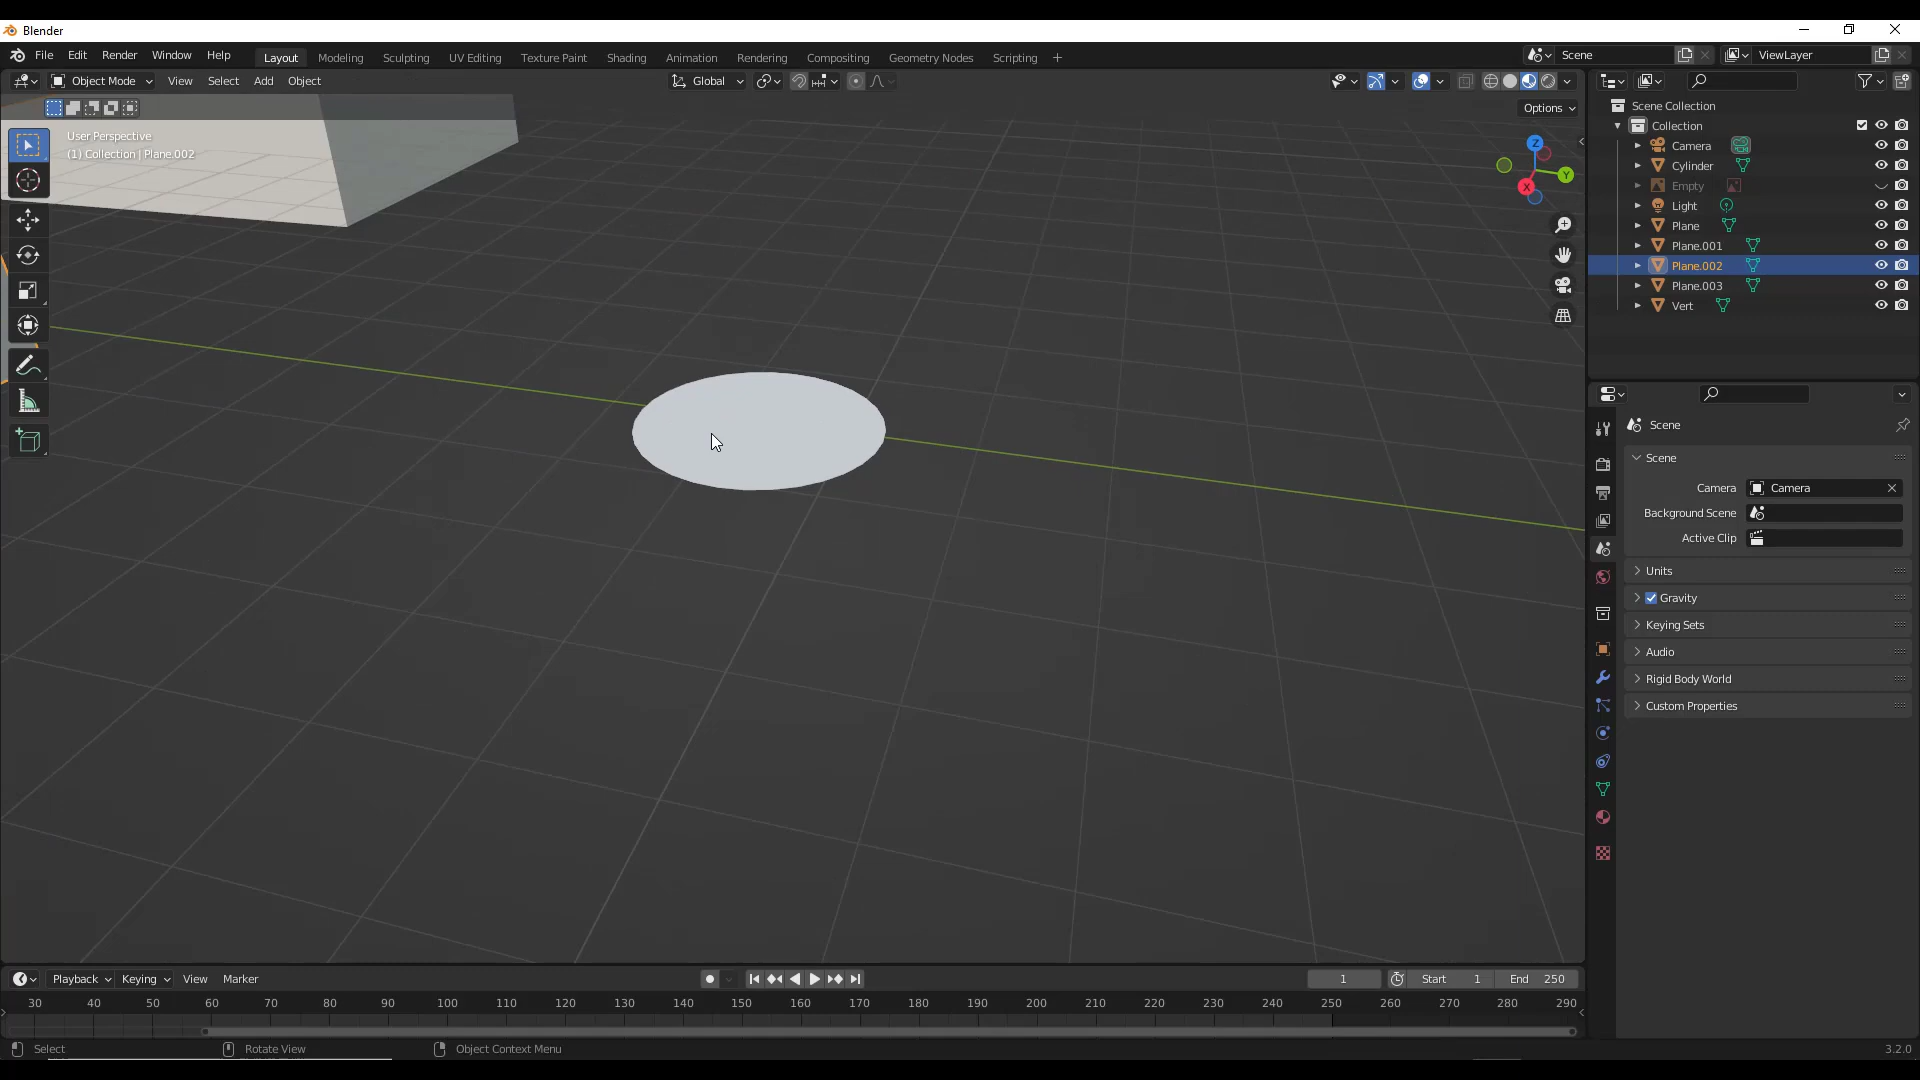 Blender
File Edit Render Window Help Layout Modeling Sculpting UV Editing Texture Paint Shading Animation Rendering Compositing Geometry Nodes Scripting + Scene ViewLayer
Object Mode View Select Add Object Global
Options
User Perspective
(1) Collection | Plane.002
Z
Y
X
Scene Collection
Collection
Camera
Cylinder
Empty
Light
Plane
Plane.001
Plane.002
Plane.003
Vert
Scene
Scene
Camera Camera
Background Scene
Active Clip
Units
Gravity
Keying Sets
Audio
Rigid Body World
Custom Properties
Playback Keying View Marker 1 Start 1 End 250
30 40 50 60 70 80 90 100 110 120 130 140 150 160 170 180 190 200 210 220 230 240 250 260 270 280 290
Select Rotate View Object Context Menu 3.2.0